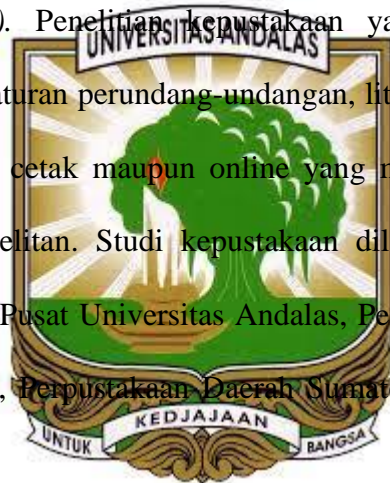 ). Penelitian kepustakaan ya
UNIVERSITAS ANDALAS
aturan perundang-undangan, lit
cetak maupun online yang m
elitan. Studi kepustakaan dil
Pusat Universitas Andalas, Pe
, Perpustakaan Daerah Sumat
KEDJAJAAN
UNTUK BANGSA